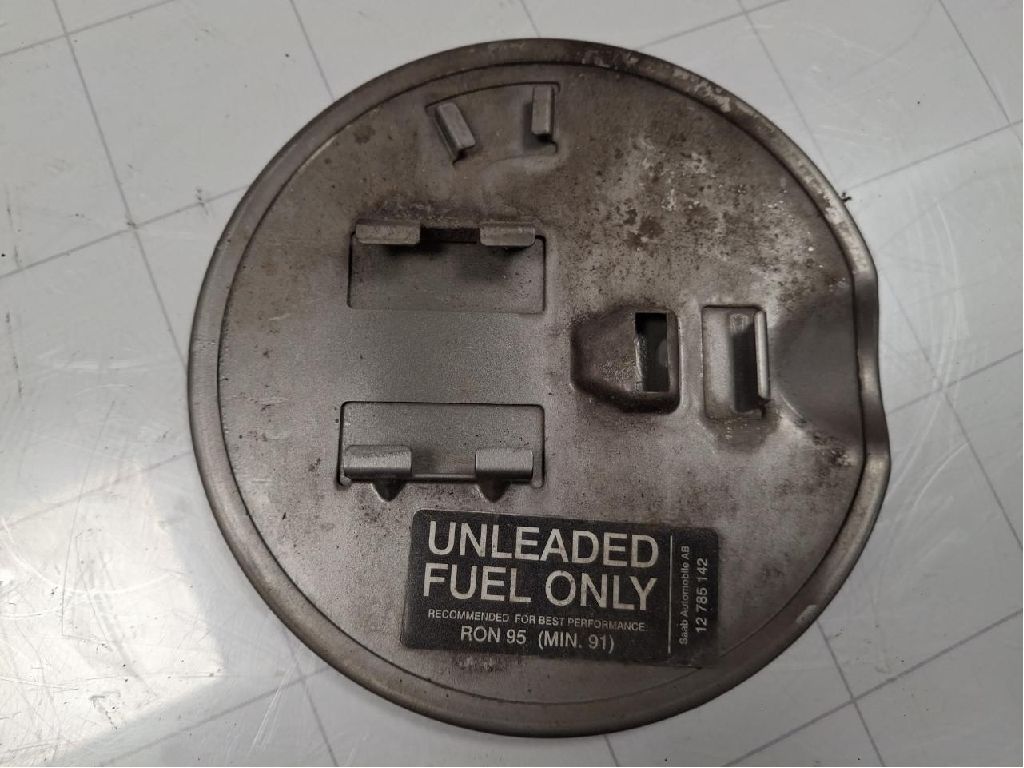 UNLEADED
FUEL ONLY
RECOMMENDED FOR BEST PERFORMANCE
RON 95 (MIN. 91)
Saab Automobile AB
12 785 142